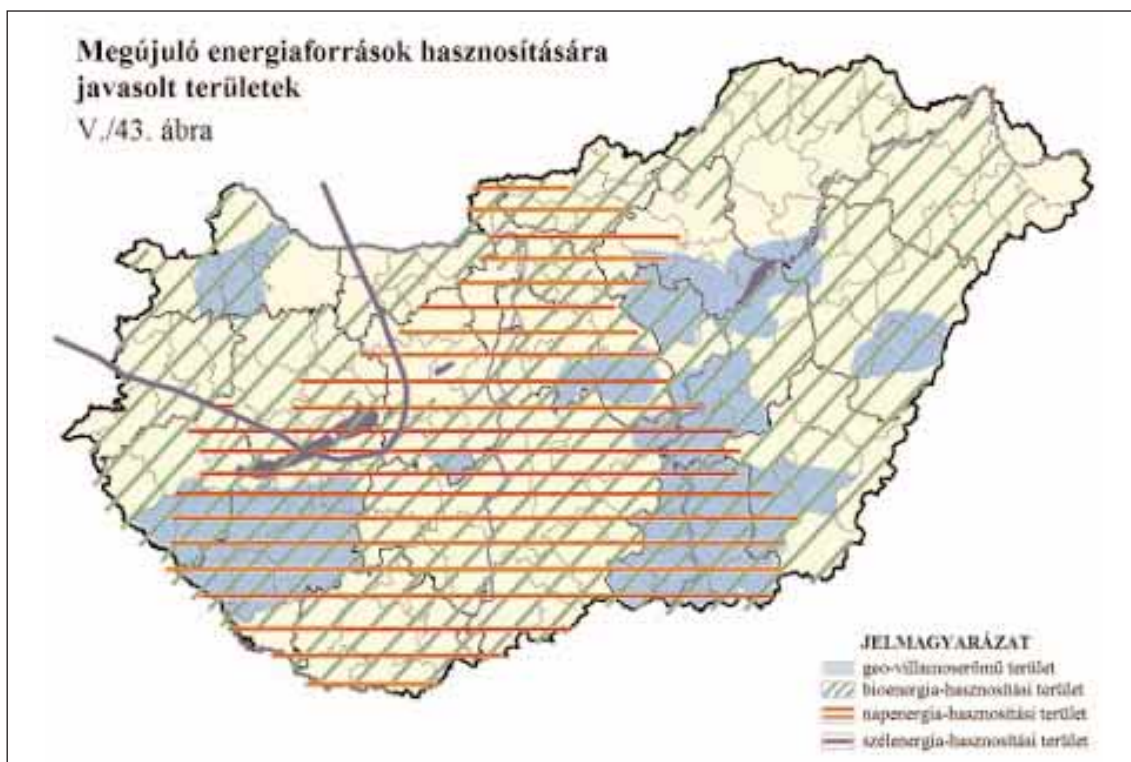 Megújuló energiaforrások hasznosítására
javasolt területek
V./43. ábra
JELMAGYARÁZAT
geo-villamoserőmű terület
bioenergia-hasznosítási terület
napenergia-hasznosítási terület
szélenergia-hasznosítási terület